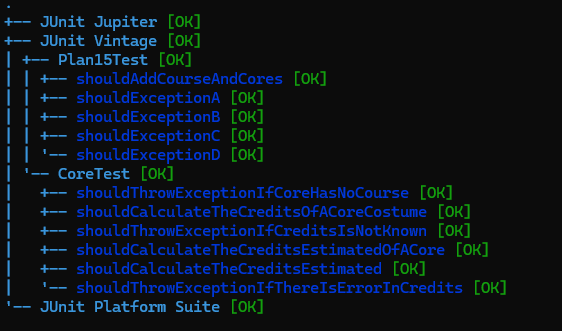 .
+-- JUnit Jupiter [OK]
+-- JUnit Vintage [OK]
| +-- Plan15Test [OK]
| | +-- shouldAddCourseAndCores [OK]
| | +-- shouldExceptionA [OK]
| | +-- shouldExceptionB [OK]
| | +-- shouldExceptionC [OK]
| | '-- shouldExceptionD [OK]
| '-- CoreTest [OK]
|   +-- shouldThrowExceptionIfCoreHasNoCourse [OK]
|   +-- shouldCalculateTheCreditsOfACoreCostume [OK]
|   +-- shouldThrowExceptionIfCreditsIsNotKnown [OK]
|   +-- shouldCalculateTheCreditsEstimatedOfACore [OK]
|   +-- shouldCalculateTheCreditsEstimated [OK]
|   '-- shouldThrowExceptionIfThereIsErrorInCredits [OK]
'-- JUnit Platform Suite [OK]